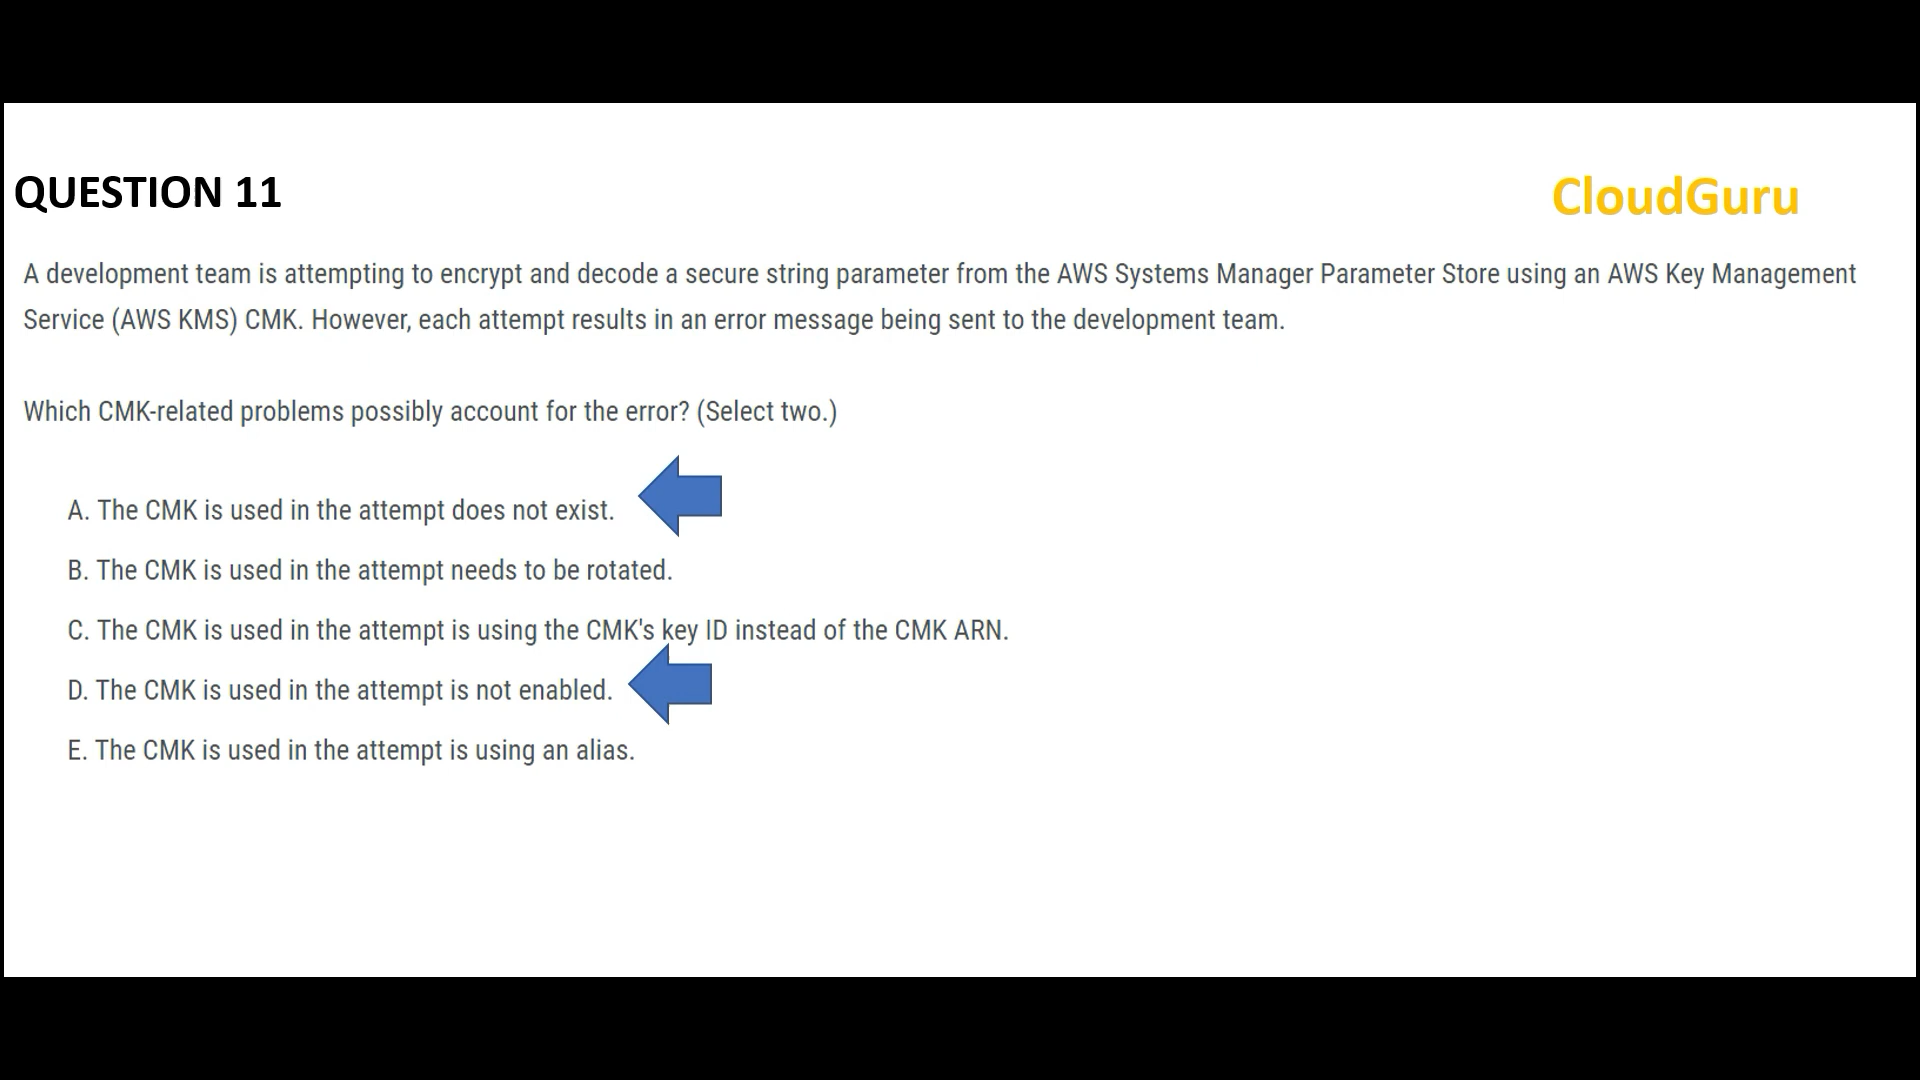 QUESTION 11
CloudGuru
A development team is attempting to encrypt and decode a secure string parameter from the AWS Systems Manager Parameter Store using an AWS Key Management
Service (AWS KMS) CMK. However, each attempt results in an error message being sent to the development team.
Which CMK-related problems possibly account for the error? (Select two.)
A. The CMK is used in the attempt does not exist.
B. The CMK is used in the attempt needs to be rotated.
C. The CMK is used in the attempt is using the CMK's key ID instead of the CMK ARN.
D. The CMK is used in the attempt is not enabled.
E. The CMK is used in the attempt is using an alias.